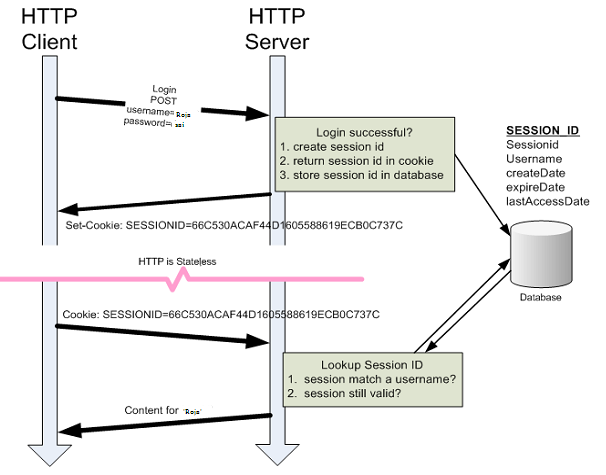 HTTP
Client
HTTP
Server
Login
POST
username= Roja
password=
Login successful?
1. create session id
2. return session id in cookie
3. store session id in database
SESSION_ID
Sessionid
Username
createDate
expireDate
lastAccessDate
Set-Cookie: SESSIONID=66C530ACAF44D1605588619ECB0C737C
HTTP is Stateless
Database
Cookie: SESSIONID=66C530ACAF44D1605588619ECB0C737C
Lookup Session ID
1. session match a username?
2. session still valid?
Content for "Roja"